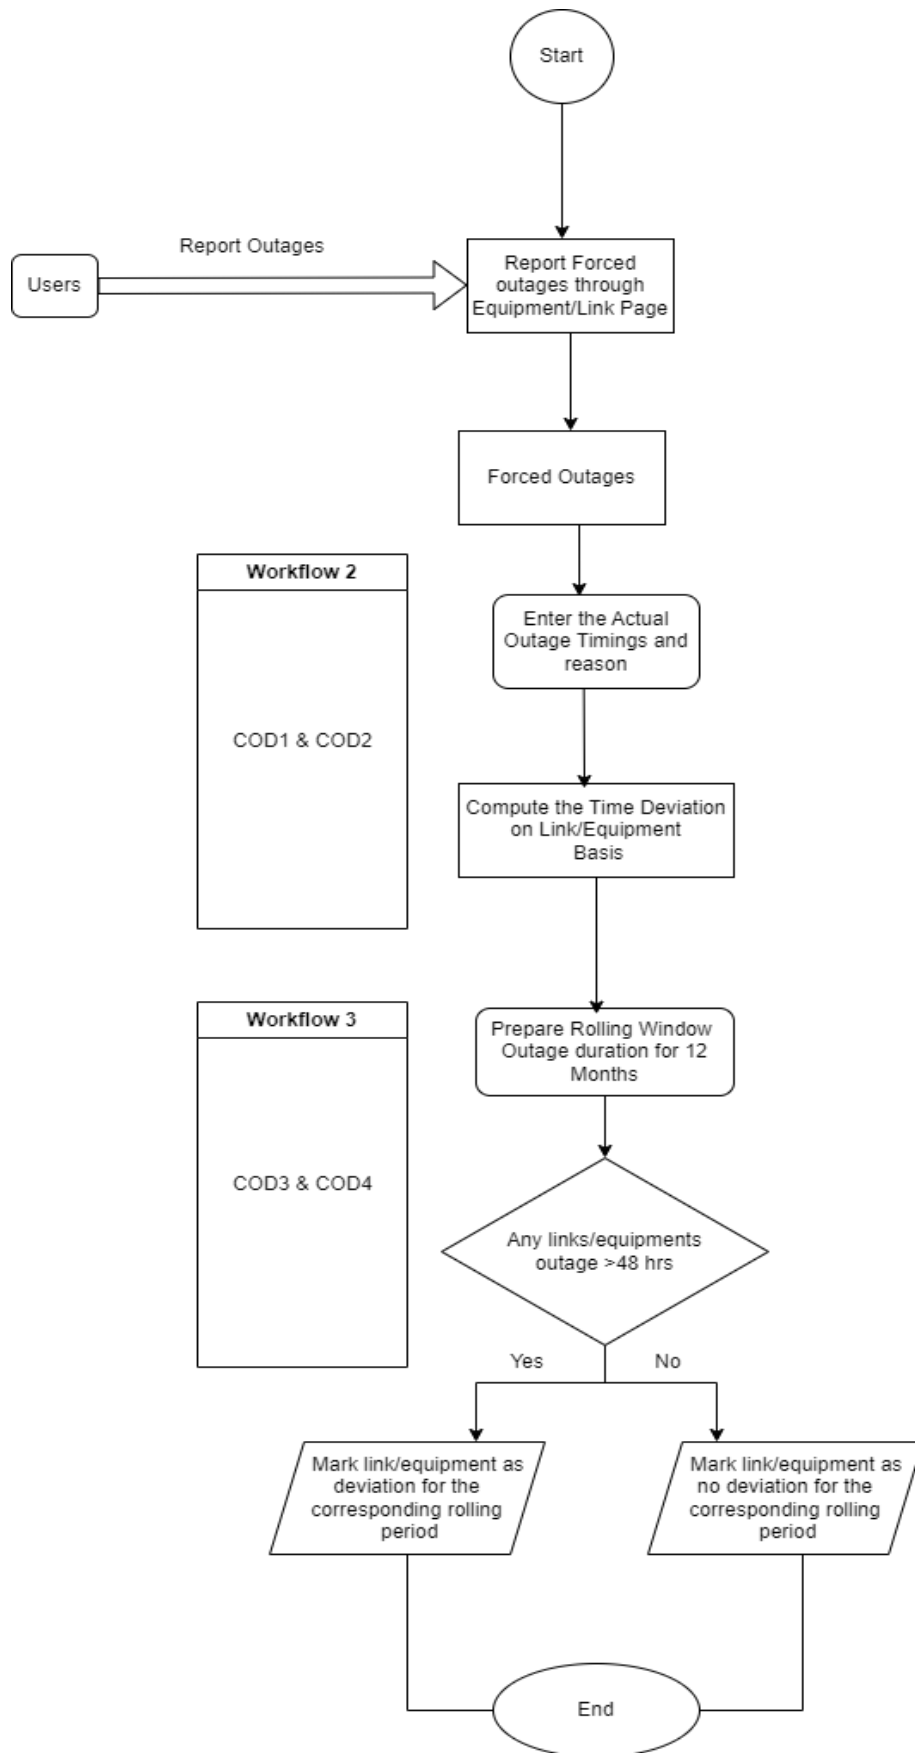 Start
Report Outages
Users
Report Forced
outages through
Equipment/Link Page
Forced Outages
Workflow 2
COD1 & COD2
Enter the Actual
Outage Timings and
reason
Compute the Time Deviation
on Link/Equipment
Basis
Workflow 3
COD3 & COD4
Prepare Rolling Window
Outage duration for 12
Months
Any links/equipments
outage >48 hrs
Yes
No
Mark link/equipment as
deviation for the
corresponding rolling
period
Mark link/equipment as
no deviation for the
corresponding rolling
period
End